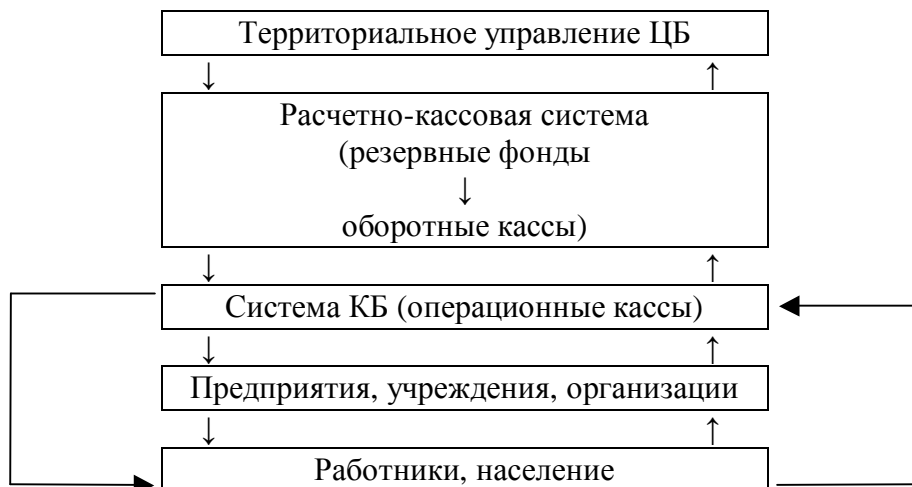 Территориальное управление ЦБ
↓ ↑
Расчетно-кассовая система
(резервные фонды
↓
оборотные кассы)
↓ ↑
Система КБ (операционные кассы)
↓ ↑
Предприятия, учреждения, организации
↓ ↑
Работники, население